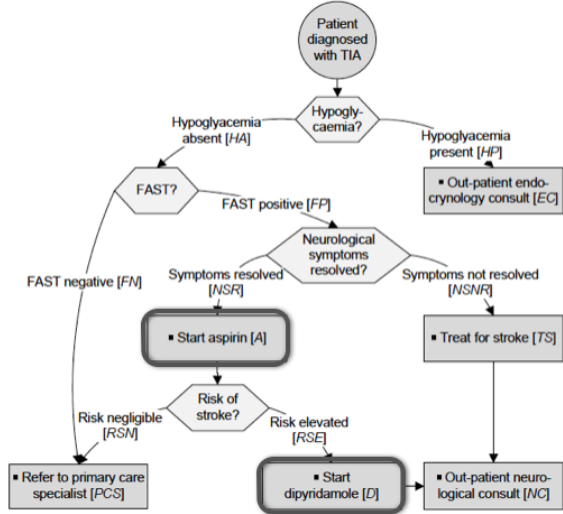 Patient
diagnosed
with TIA
Hypogly-
caemia?
Hypoglyacemia
absent [HA]
Hypoglyacemia
present [HP]
FAST?
▪ Out-patient endo-
crynology consult [EC]
FAST positive [FP]
Neurological
symptoms
resolved?
FAST negative [FN]
Symptoms resolved
[NSR]
Symptoms not resolved
[NSNR]
▪ Start aspirin [A]
▪ Treat for stroke [TS]
Risk of
stroke?
Risk negligible
[RSN]
Risk elevated
[RSE]
▪ Refer to primary care
specialist [PCS]
▪ Start
dipyridamole [D]
▪ Out-patient neuro-
logical consult [NC]